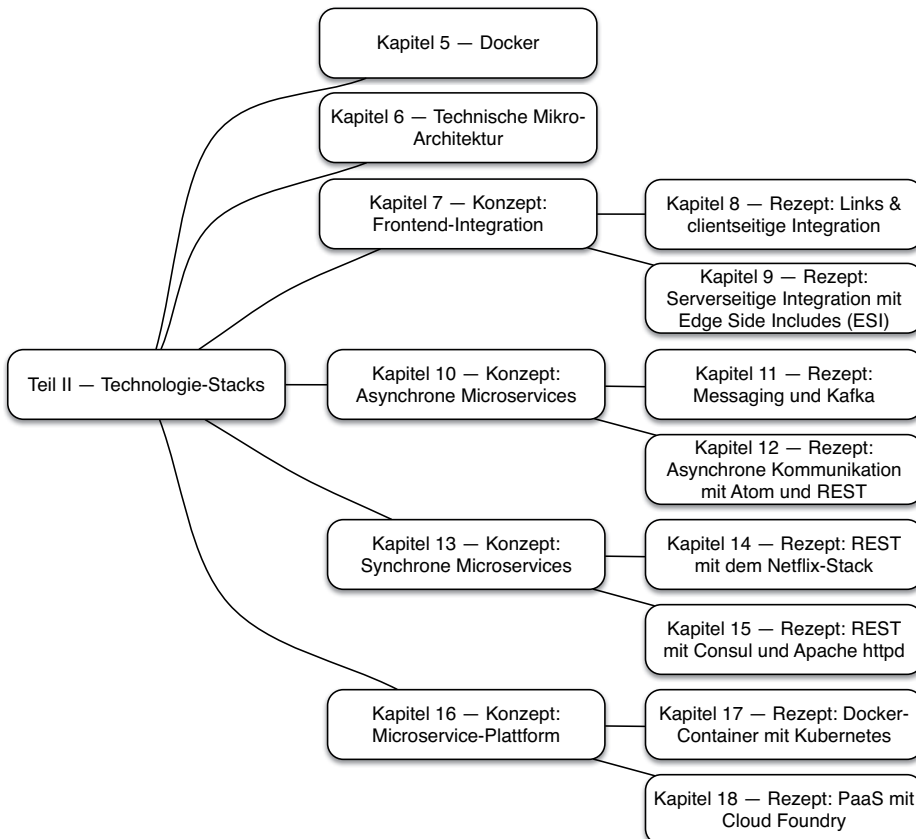 Kapitel 5 — Docker
Kapitel 6 — Technische Mikro-
Architektur
Kapitel 7 — Konzept:
Frontend-Integration
Kapitel 8 — Rezept: Links &
clientseitige Integration
Kapitel 9 — Rezept:
Serverseitige Integration mit
Edge Side Includes (ESI)
Teil II — Technologie-Stacks
Kapitel 10 — Konzept:
Asynchrone Microservices
Kapitel 11 — Rezept:
Messaging und Kafka
Kapitel 12 — Rezept:
Asynchrone Kommunikation
mit Atom und REST
Kapitel 13 — Konzept:
Synchrone Microservices
Kapitel 14 — Rezept: REST
mit dem Netflix-Stack
Kapitel 15 — Rezept: REST
mit Consul und Apache httpd
Kapitel 16 — Konzept:
Microservice-Plattform
Kapitel 17 — Rezept: Docker-
Container mit Kubernetes
Kapitel 18 — Rezept: PaaS mit
Cloud Foundry